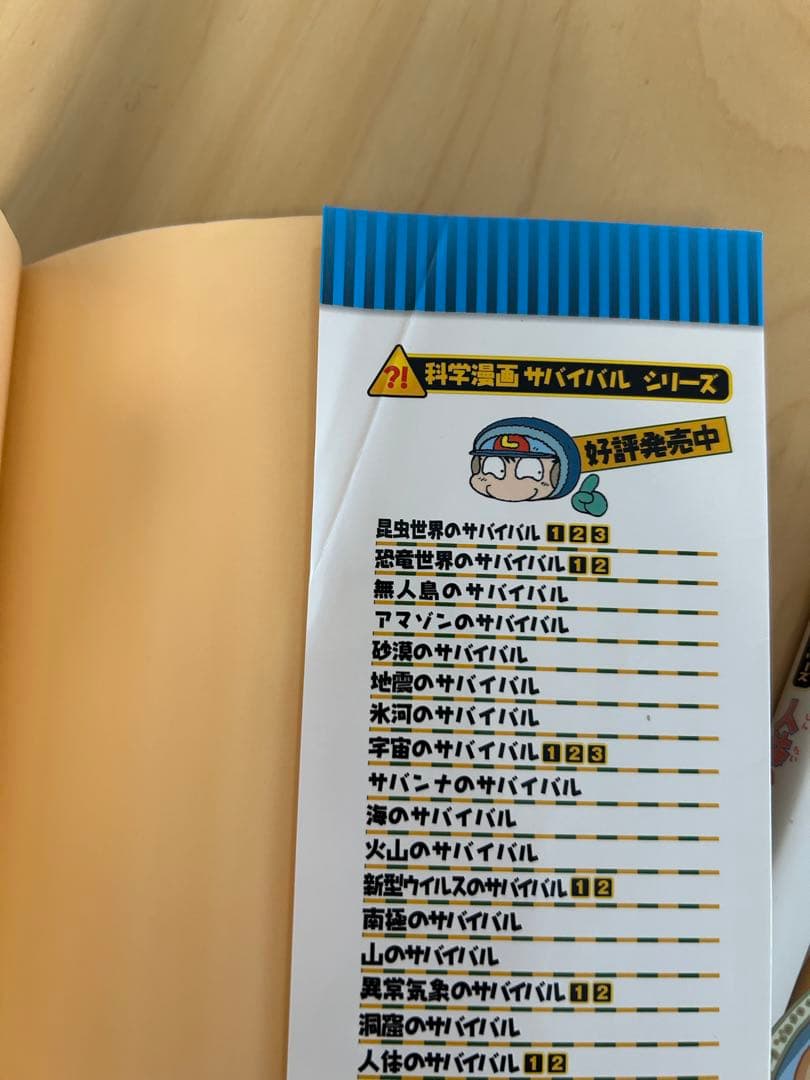 ?! 科学漫画 サバイバル シリーズ
好評発売中
昆虫世界のサバイバル 1 2 3
恐竜世界のサバイバル 1 2
無人島のサバイバル
アマゾンのサバイバル
砂漠のサバイバル
地震のサバイバル
氷河のサバイバル
宇宙のサバイバル 1 2 3
サバンナのサバイバル
海のサバイバル
火山のサバイバル
新型ウイルスのサバイバル 1 2
南極のサバイバル
山のサバイバル
異常気象のサバイバル 1 2
洞窟のサバイバル
人体のサバイバル 1 2